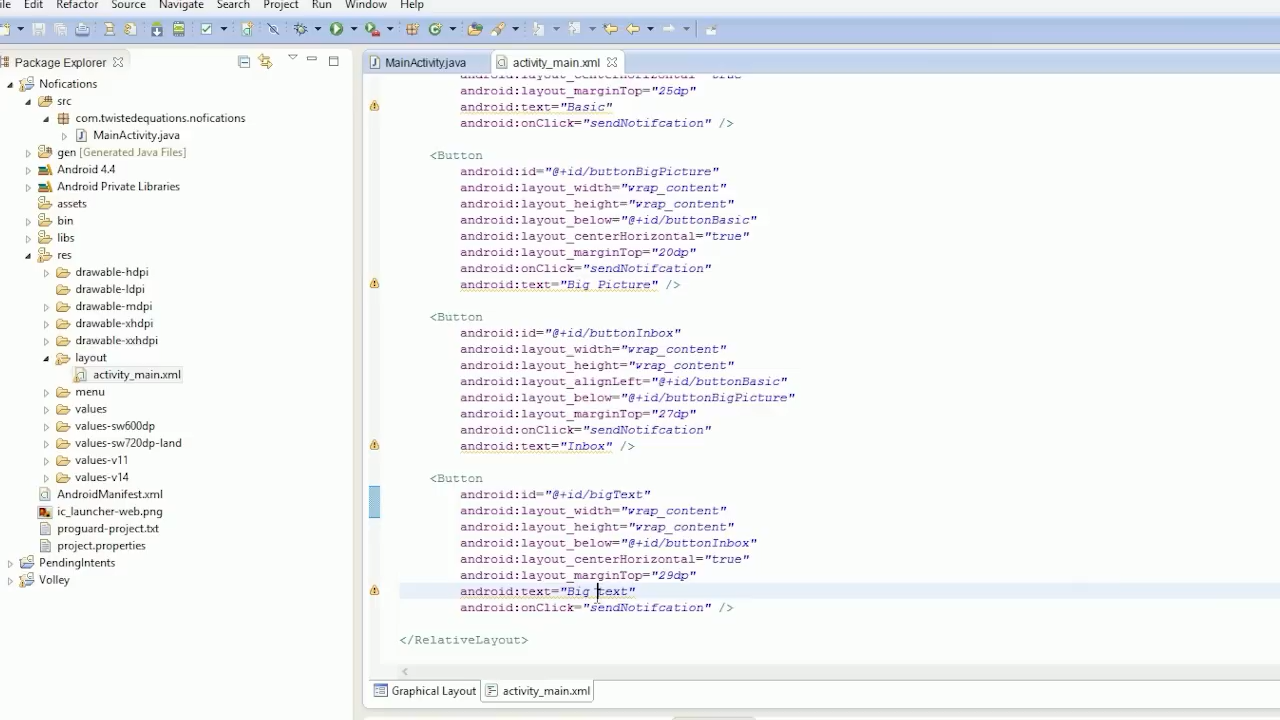 Edit Refactor Source Navigate Search Project Run Window Help
Package Explorer
Nofications
src
com.twistedequations.nofications
MainActivity.java
gen [Generated Java Files]
Android 4.4
Android Private Libraries
assets
bin
libs
res
drawable-hdpi
drawable-ldpi
drawable-mdpi
drawable-xhdpi
drawable-xxhdpi
layout
activity_main.xml
menu
values
values-sw600dp
values-sw720dp-land
values-v11
values-v14
AndroidManifest.xml
ic_launcher-web.png
proguard-project.txt
project.properties
PendingIntents
Volley
MainActivity.java activity_main.xml
android:layout_centerHorizontal="true"
android:layout_marginTop="25dp"
android:text="Basic"
android:onClick="sendNotifcation" />
<Button
android:id="@+id/buttonBigPicture"
android:layout_width="wrap_content"
android:layout_height="wrap_content"
android:layout_below="@+id/buttonBasic"
android:layout_centerHorizontal="true"
android:layout_marginTop="20dp"
android:onClick="sendNotifcation"
android:text="Big Picture" />
<Button
android:id="@+id/buttonInbox"
android:layout_width="wrap_content"
android:layout_height="wrap_content"
android:layout_alignLeft="@+id/buttonBasic"
android:layout_below="@+id/buttonBigPicture"
android:layout_marginTop="27dp"
android:onClick="sendNotifcation"
android:text="Inbox" />
<Button
android:id="@+id/bigText"
android:layout_width="wrap_content"
android:layout_height="wrap_content"
android:layout_below="@+id/buttonInbox"
android:layout_centerHorizontal="true"
android:layout_marginTop="29dp"
android:text="Big text"
android:onClick="sendNotifcation" />
</RelativeLayout>
Graphical Layout activity_main.xml